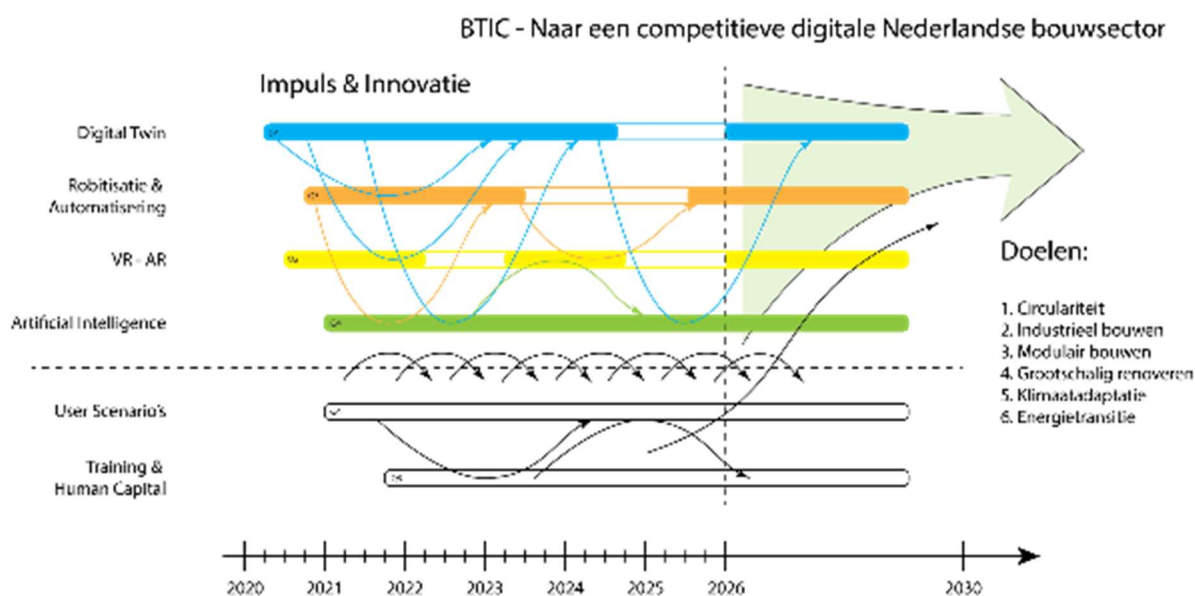 BTIC - Naar een competitieve digitale Nederlandse bouwsector
Impuls & Innovatie
Digital Twin
Robitisatie &
Automatisering
VR - AR
Artificial Intelligence
User Scenario's
Training &
Human Capital
Doelen:
1. Circulariteit
2. Industrieel bouwen
3. Modulair bouwen
4. Grootschalig renoveren
5. Klimaatadaptatie
6. Energietransitie
2020 2021 2022 2023 2024 2025 2026 2030